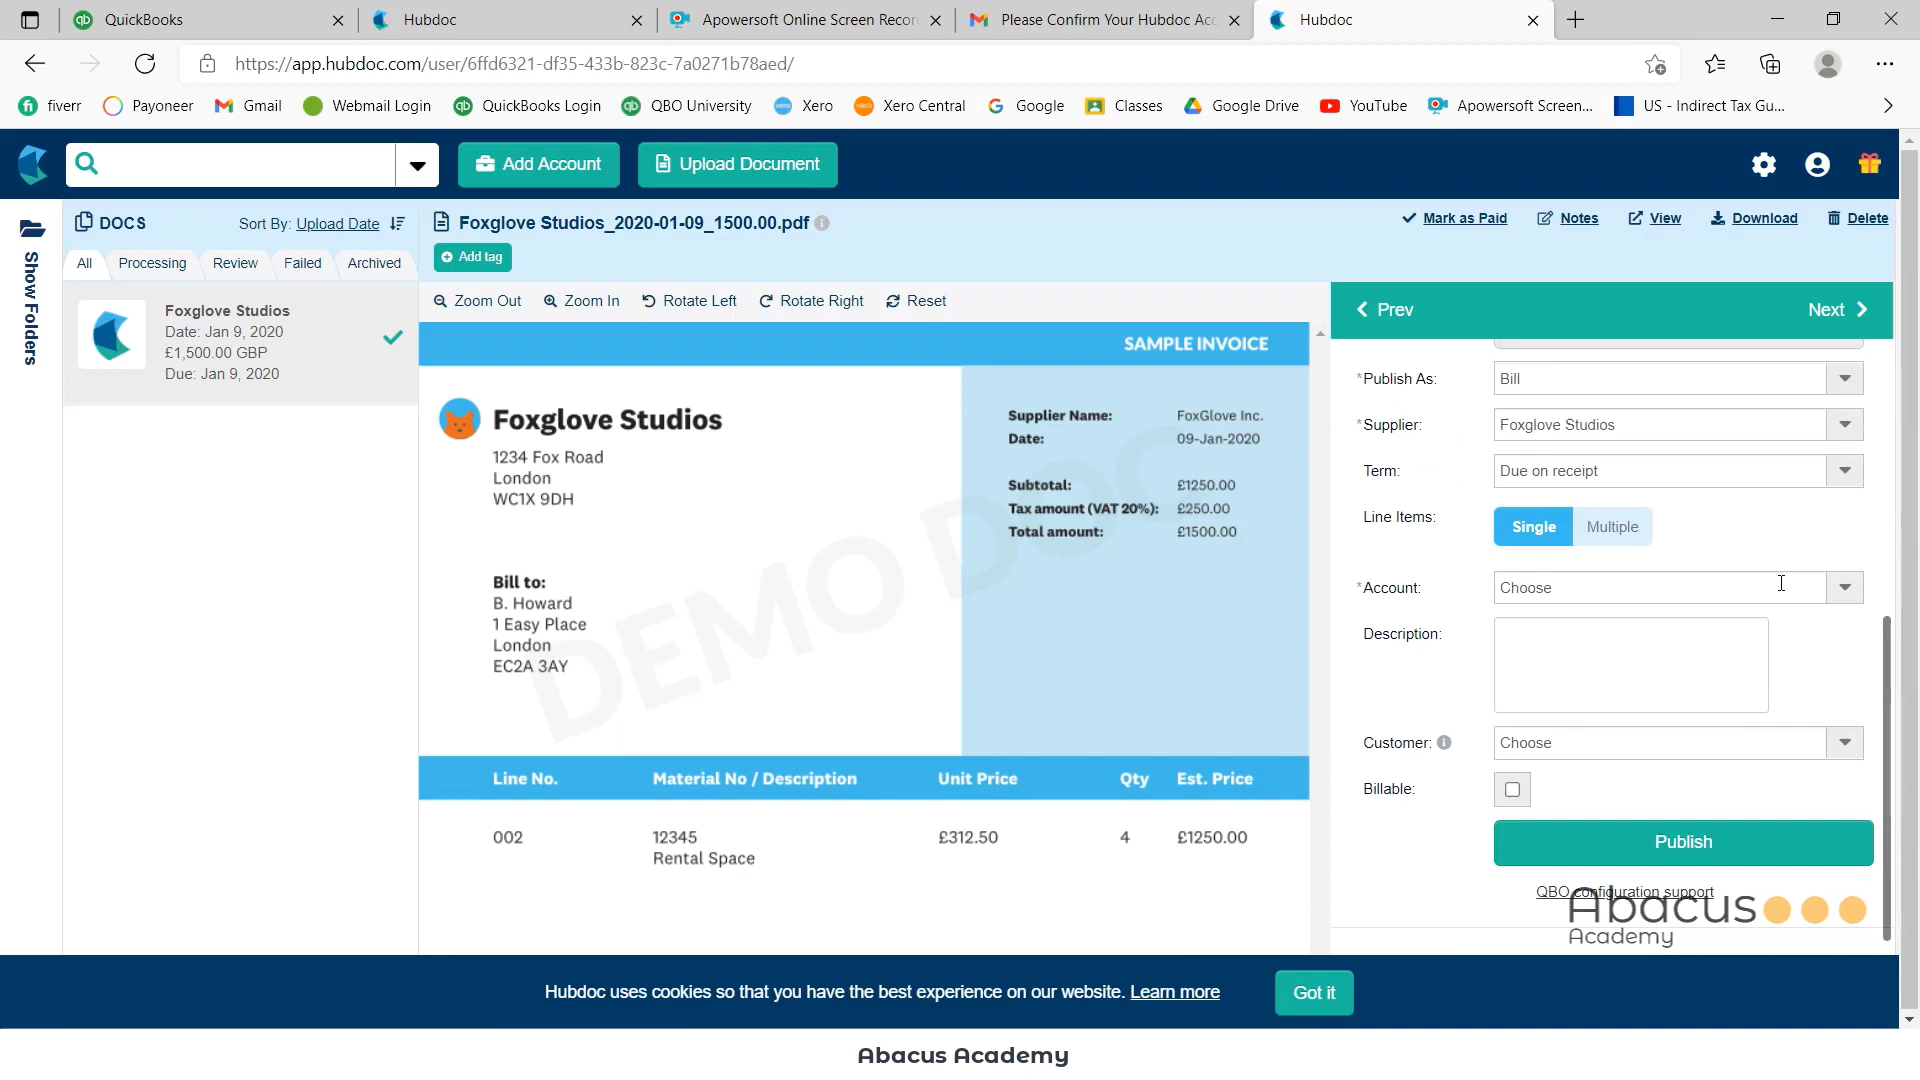 QuickBooks
Hubdoc
Apowersoft Online Screen Recor
Please Confirm Your Hubdoc Acc
Hubdoc
https://app.hubdoc.com/user/6ffd6321-df35-433b-823c-7a0271b78aed/
fiverr Payoneer Gmail Webmail Login QuickBooks Login QBO University Xero Xero Central Google Classes Google Drive YouTube Apowersoft Screen... US - Indirect Tax Gu...
Add Account Upload Document
Show Folders
DOCS Sort By: Upload Date
All Processing Review Failed Archived
Foxglove Studios
Date: Jan 9, 2020
£1,500.00 GBP
Due: Jan 9, 2020
Foxglove Studios_2020-01-09_1500.00.pdf
Mark as Paid Notes View Download Delete
Add tag
Zoom Out Zoom In Rotate Left Rotate Right Reset
SAMPLE INVOICE
Foxglove Studios
1234 Fox Road
London
WC1X 9DH
Supplier Name: FoxGlove Inc.
Date: 09-Jan-2020
Subtotal: £1250.00
Tax amount (VAT 20%): £250.00
Total amount: £1500.00
Bill to:
B. Howard
1 Easy Place
London
EC2A 3AY
DEMO DOC
Line No. Material No / Description Unit Price Qty Est. Price
002 12345 £312.50 4 £1250.00
Rental Space
Prev Next
*Publish As: Bill
*Supplier: Foxglove Studios
Term: Due on receipt
Line Items: Single Multiple
*Account: Choose
Description:
Customer: Choose
Billable:
Publish
QBO configuration support
Abacus
Academy
Hubdoc uses cookies so that you have the best experience on our website. Learn more
Got it
Abacus Academy